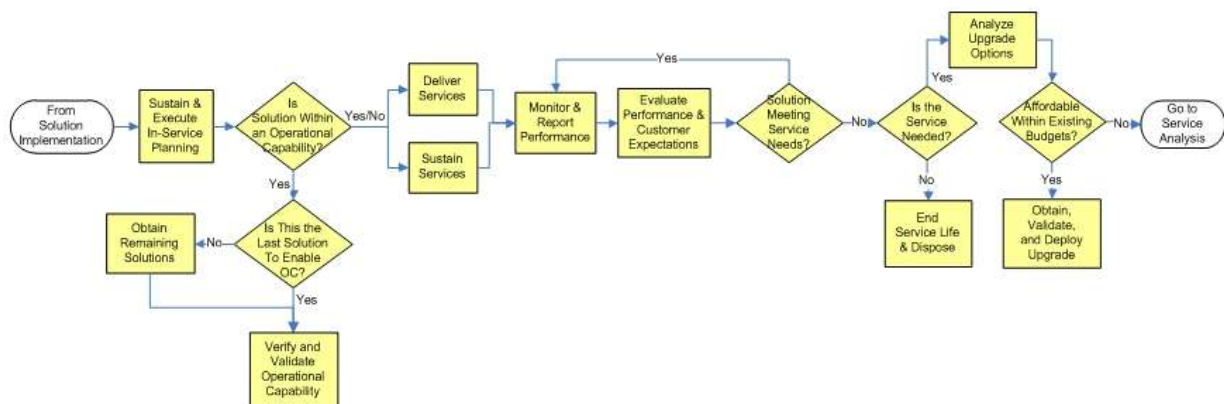 From
Solution
Implementation
Sustain &
Execute
In-Service
Planning
Is
Solution Within
an Operational
Capability?
Yes/No
Deliver
Services
Sustain
Services
Monitor &
Report
Performance
Evaluate
Performance &
Customer
Expectations
Yes
Solution
Meeting
Service
Needs?
No
Is the
Service
Needed?
Yes
Analyze
Upgrade
Options
Affordable
Within Existing
Budgets?
No
Go to
Service
Analysis
Yes
Is This the
Last Solution
To Enable
OC?
No
Obtain
Remaining
Solutions
Yes
Verify and
Validate
Operational
Capability
No
End
Service Life
& Dispose
Yes
Obtain,
Validate,
and Deploy
Upgrade